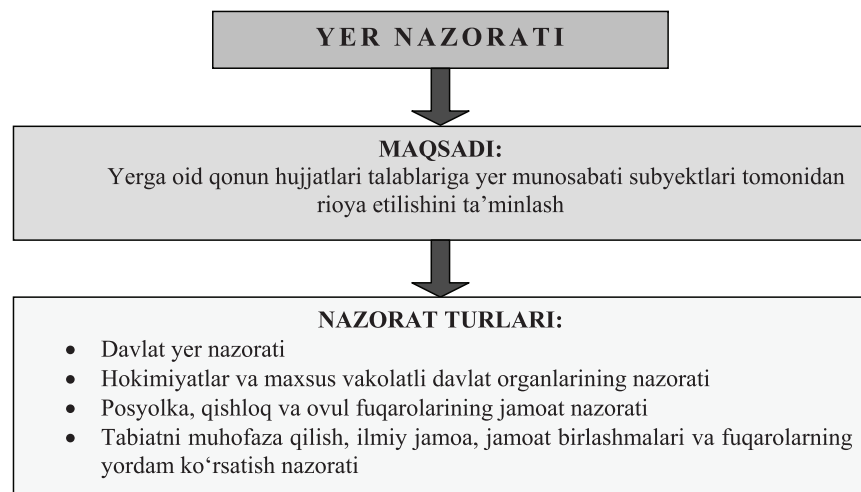 YER NAZORATI
MAQSADI:
Yerga oid qonun hujjatlari talablariga yer munosabati subyektlari tomonidan
rioya etilishini ta’minlash
NAZORAT TURLARI:
• Davlat yer nazorati
• Hokimiyatlar va maxsus vakolatli davlat organlarining nazorati
• Posyolka, qishloq va ovul fuqarolarining jamoat nazorati
• Tabiatni muhofaza qilish, ilmiy jamoa, jamoat birlashmalari va fuqarolarning
yordam ko‘rsatish nazorati